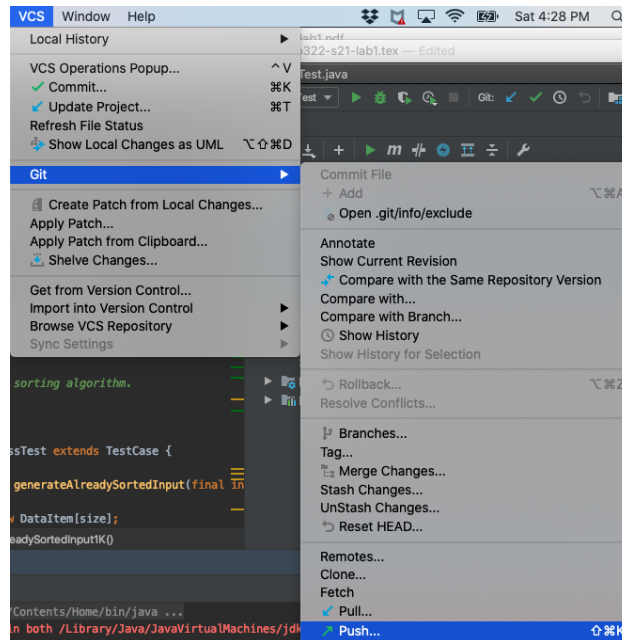 VCS Window Help Sat 4:28 PM
Local History
lab1.pdf
322-s21-lab1.tex — Edited
VCS Operations Popup... ^V
Test.java
✓ Commit... ⌘K
Update Project... ⌘T
Git:
Refresh File Status
Show Local Changes as UML ⌥⇧⌘D
Git
Commit File
+ Add
Create Patch from Local Changes...
Open .git/info/exclude
Apply Patch...
Apply Patch from Clipboard...
Annotate
Shelve Changes...
Show Current Revision
Compare with the Same Repository Version
Get from Version Control...
Compare with...
Import into Version Control
Compare with Branch...
Browse VCS Repository
Show History
Sync Settings
Show History for Selection
sorting algorithm.
Rollback...
Resolve Conflicts...
Branches...
ssTest extends TestCase {
Tag...
Merge Changes...
generateAlreadySortedInput(final in
Stash Changes...
UnStash Changes...
DataItem[size];
Reset HEAD...
eadySortedInput1K()
Remotes...
Clone...
Fetch
/Contents/Home/bin/java ...
Pull...
in both /Library/Java/JavaVirtualMachines/jdk
Push... ⇧⌘K